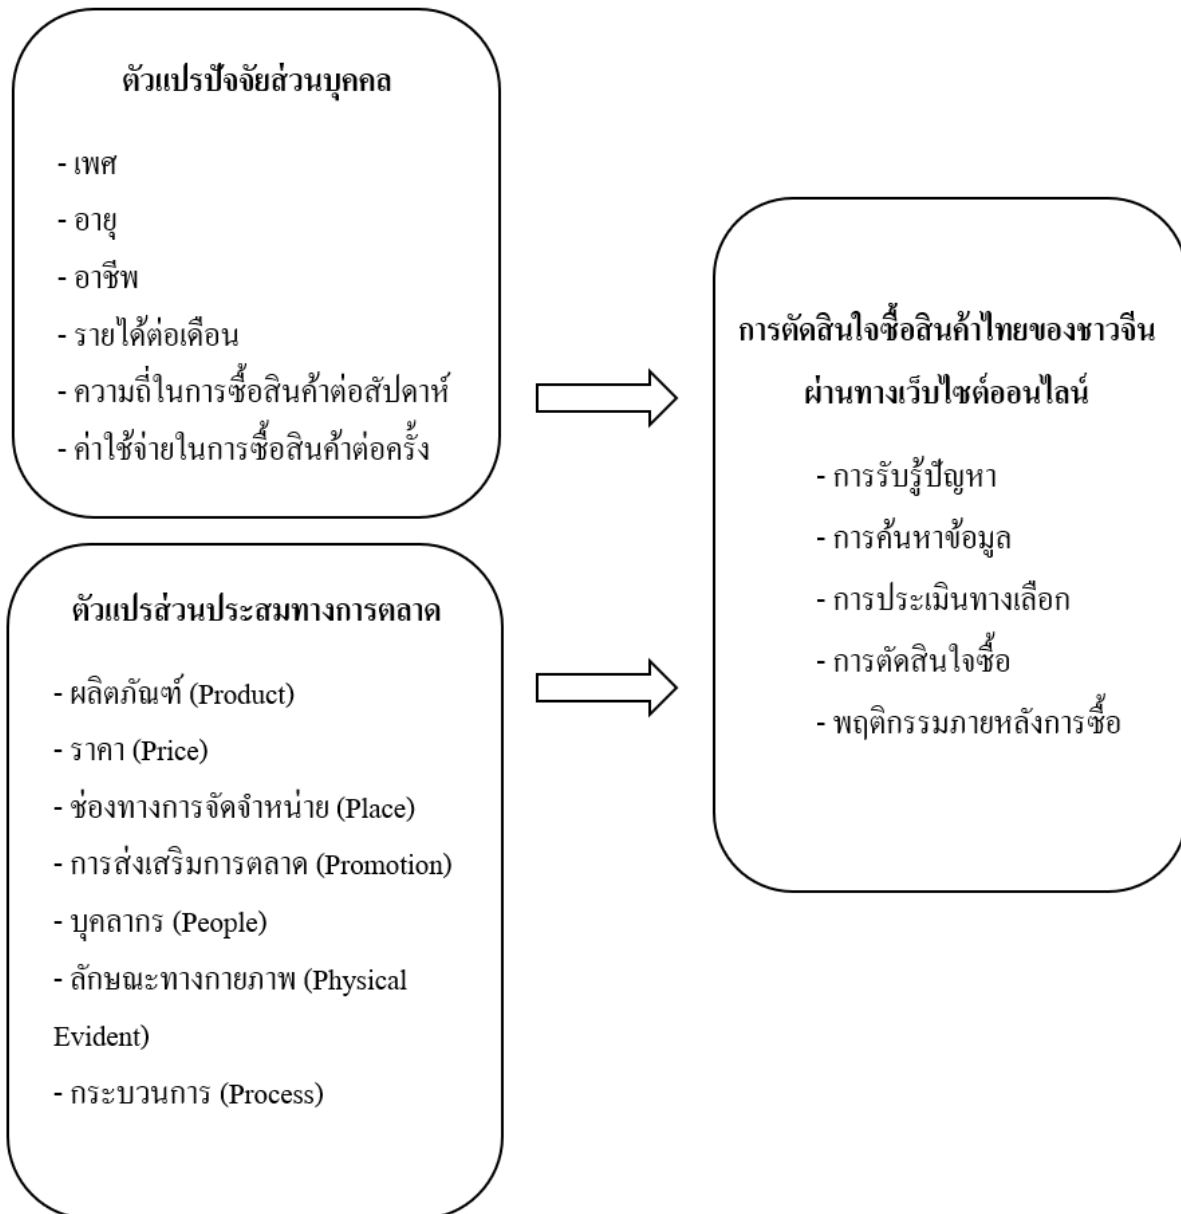 ตัวแปรปัจจัยส่วนบุคคล
- เพศ
- อายุ
- อาชีพ
- รายได้ต่อเดือน
- ความถี่ในการซื้อสินค้าต่อสัปดาห์
- ค่าใช้จ่ายในการซื้อสินค้าต่อครั้ง
ตัวแปรส่วนประสมทางการตลาด
- ผลิตภัณฑ์ (Product)
- ราคา (Price)
- ช่องทางการจัดจำหน่าย (Place)
- การส่งเสริมการตลาด (Promotion)
- บุคลากร (People)
- ลักษณะทางกายภาพ (Physical
Evident)
- กระบวนการ (Process)
การตัดสินใจซื้อสินค้าไทยของชาวจีน
ผ่านทางเว็บไซต์ออนไลน์
- การรับรู้ปัญหา
- การค้นหาข้อมูล
- การประเมินทางเลือก
- การตัดสินใจซื้อ
- พฤติกรรมภายหลังการซื้อ